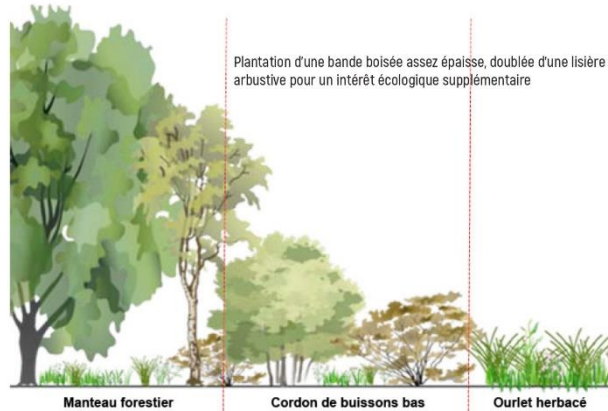 Plantation d'une bande boisée assez épaisse, doublée d'une lisière
arbustive pour un intérêt écologique supplémentaire
Manteau forestier
Cordon de buissons bas
Ourlet herbacé